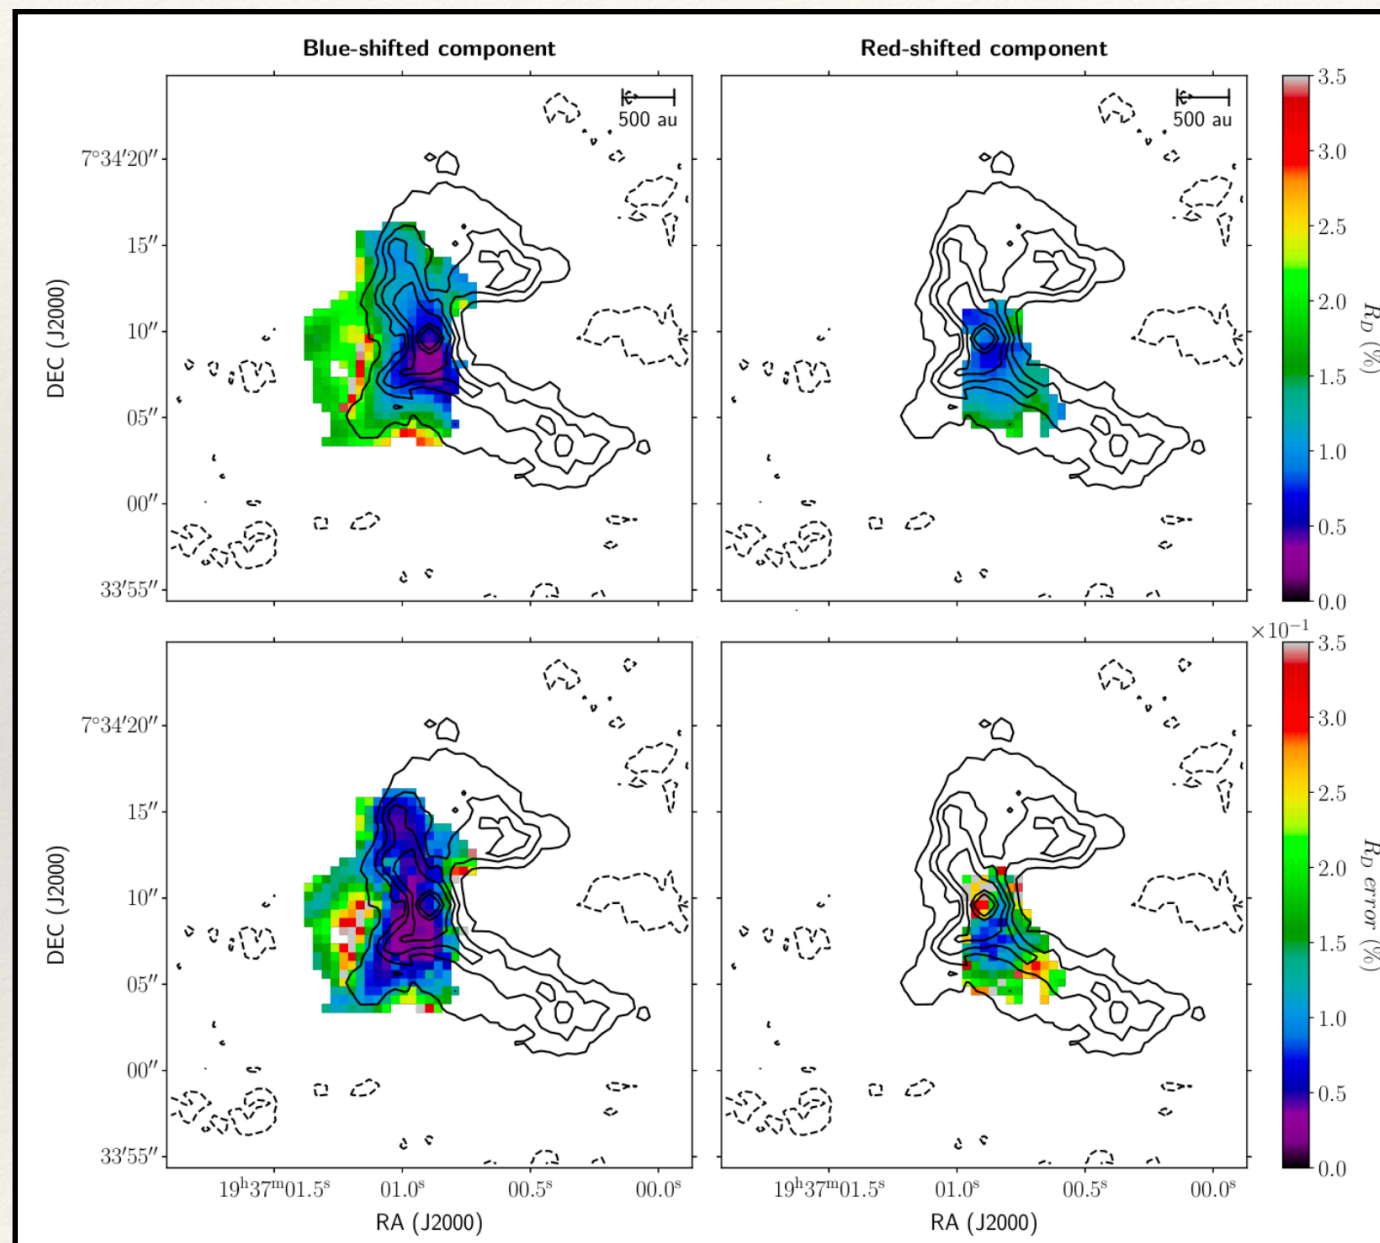 Blue-shifted component
Red-shifted component
500 au
500 au
7°34′20″
15″
10″
05″
00″
33′55″
DEC (J2000)
3.5
3.0
2.5
2.0
1.5
1.0
0.5
0.0
R_D (%)
×10⁻¹
7°34′20″
15″
10″
05″
00″
33′55″
DEC (J2000)
3.5
3.0
2.5
2.0
1.5
1.0
0.5
0.0
R_D error (%)
19ʰ37ᵐ01.5ˢ 01.0ˢ 00.5ˢ 00.0ˢ
19ʰ37ᵐ01.5ˢ 01.0ˢ 00.5ˢ 00.0ˢ
RA (J2000)
RA (J2000)